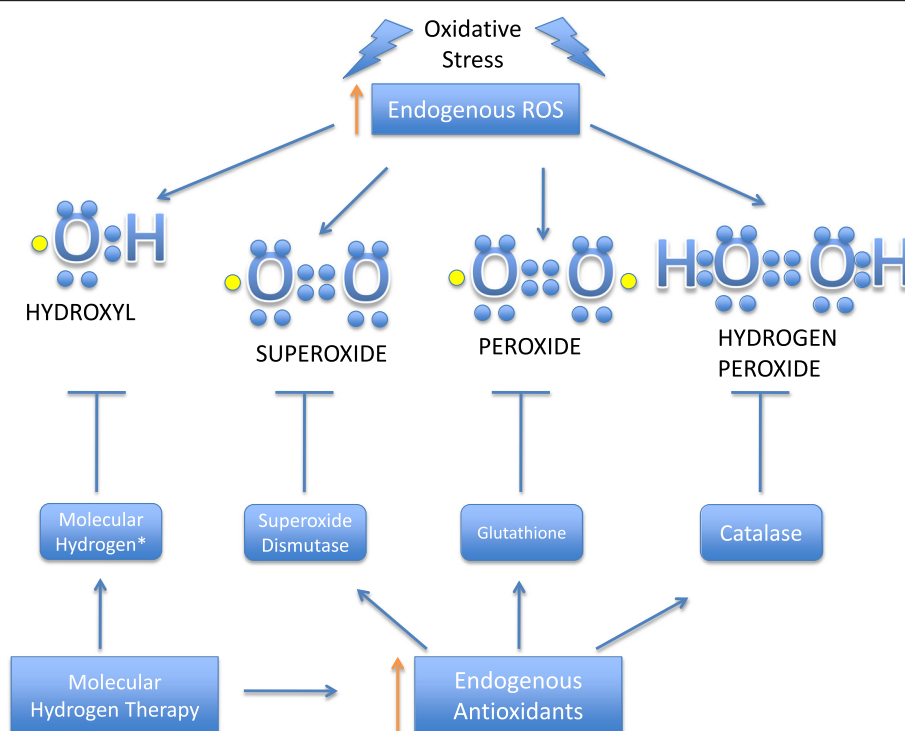 Oxidative
Stress
Endogenous ROS
O H
O O
O O
H O O H
HYDROXYL
SUPEROXIDE
PEROXIDE
HYDROGEN
PEROXIDE
Molecular
Hydrogen*
Superoxide
Dismutase
Glutathione
Catalase
Molecular
Hydrogen Therapy
Endogenous
Antioxidants